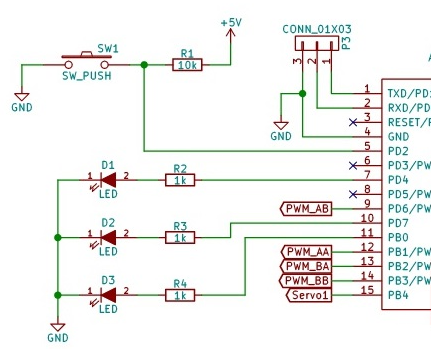 +5V
CONN_01X03
P3
SW1
R1
10k
SW_PUSH
3 2 1
GND
GND
1 TXD/PD
2 RXD/PD
3 RESET/
4 GND
5 PD2
6 PD3/PW
7 PD4
8 PD5/PW
PWM_AB 9 PD6/PW
10 PD7
11 PB0
PWM_AA 12 PB1/PW
PWM_BA 13 PB2/PW
PWM_BB 14 PB3/PW
Servo1 15 PB4
D1
1 2
LED
R2
1k
D2
1 2
LED
R3
1k
D3
1 2
LED
R4
1k
GND